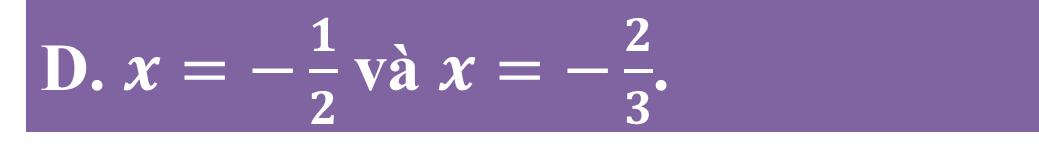 D. x = −1/2 và x = −2/3.